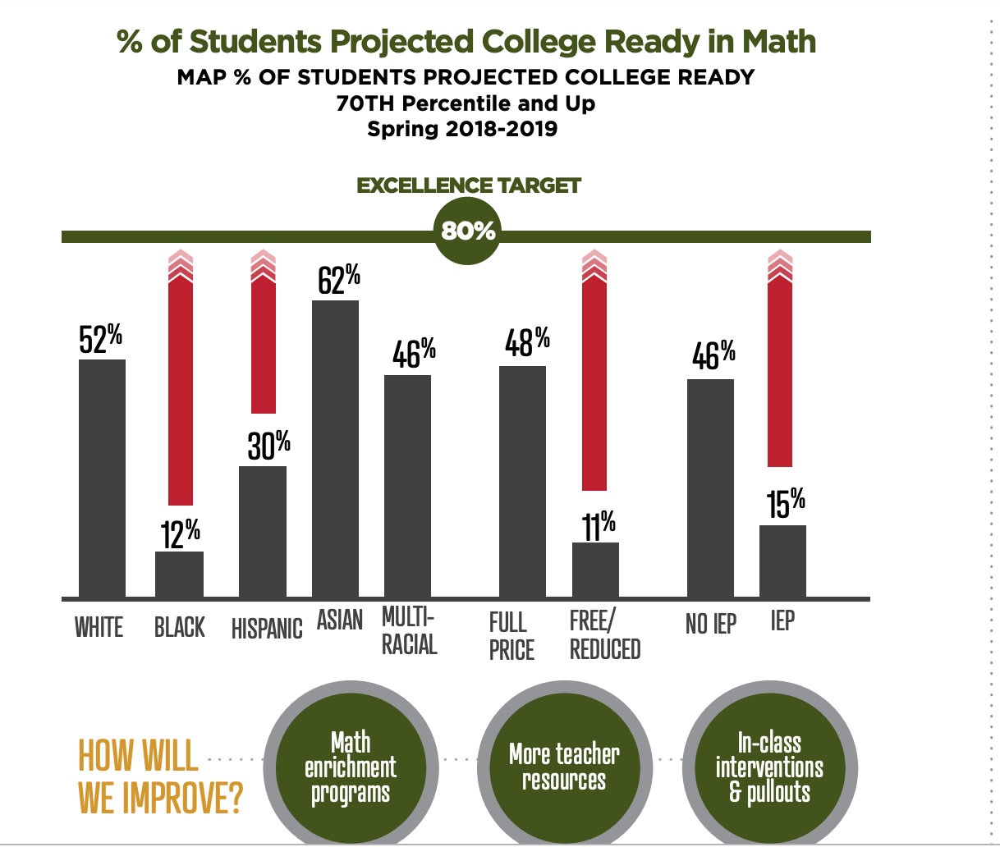 % of Students Projected College Ready in Math
MAP % OF STUDENTS PROJECTED COLLEGE READY
70TH Percentile and Up
Spring 2018-2019
EXCELLENCE TARGET
80%
52%
12%
30%
62%
46%
48%
11%
46%
15%
WHITE
BLACK
HISPANIC
ASIAN
MULTI-
RACIAL
FULL
PRICE
FREE/
REDUCED
NO IEP
IEP
HOW WILL
WE IMPROVE?
Math
enrichment
programs
More teacher
resources
In-class
interventions
& pullouts